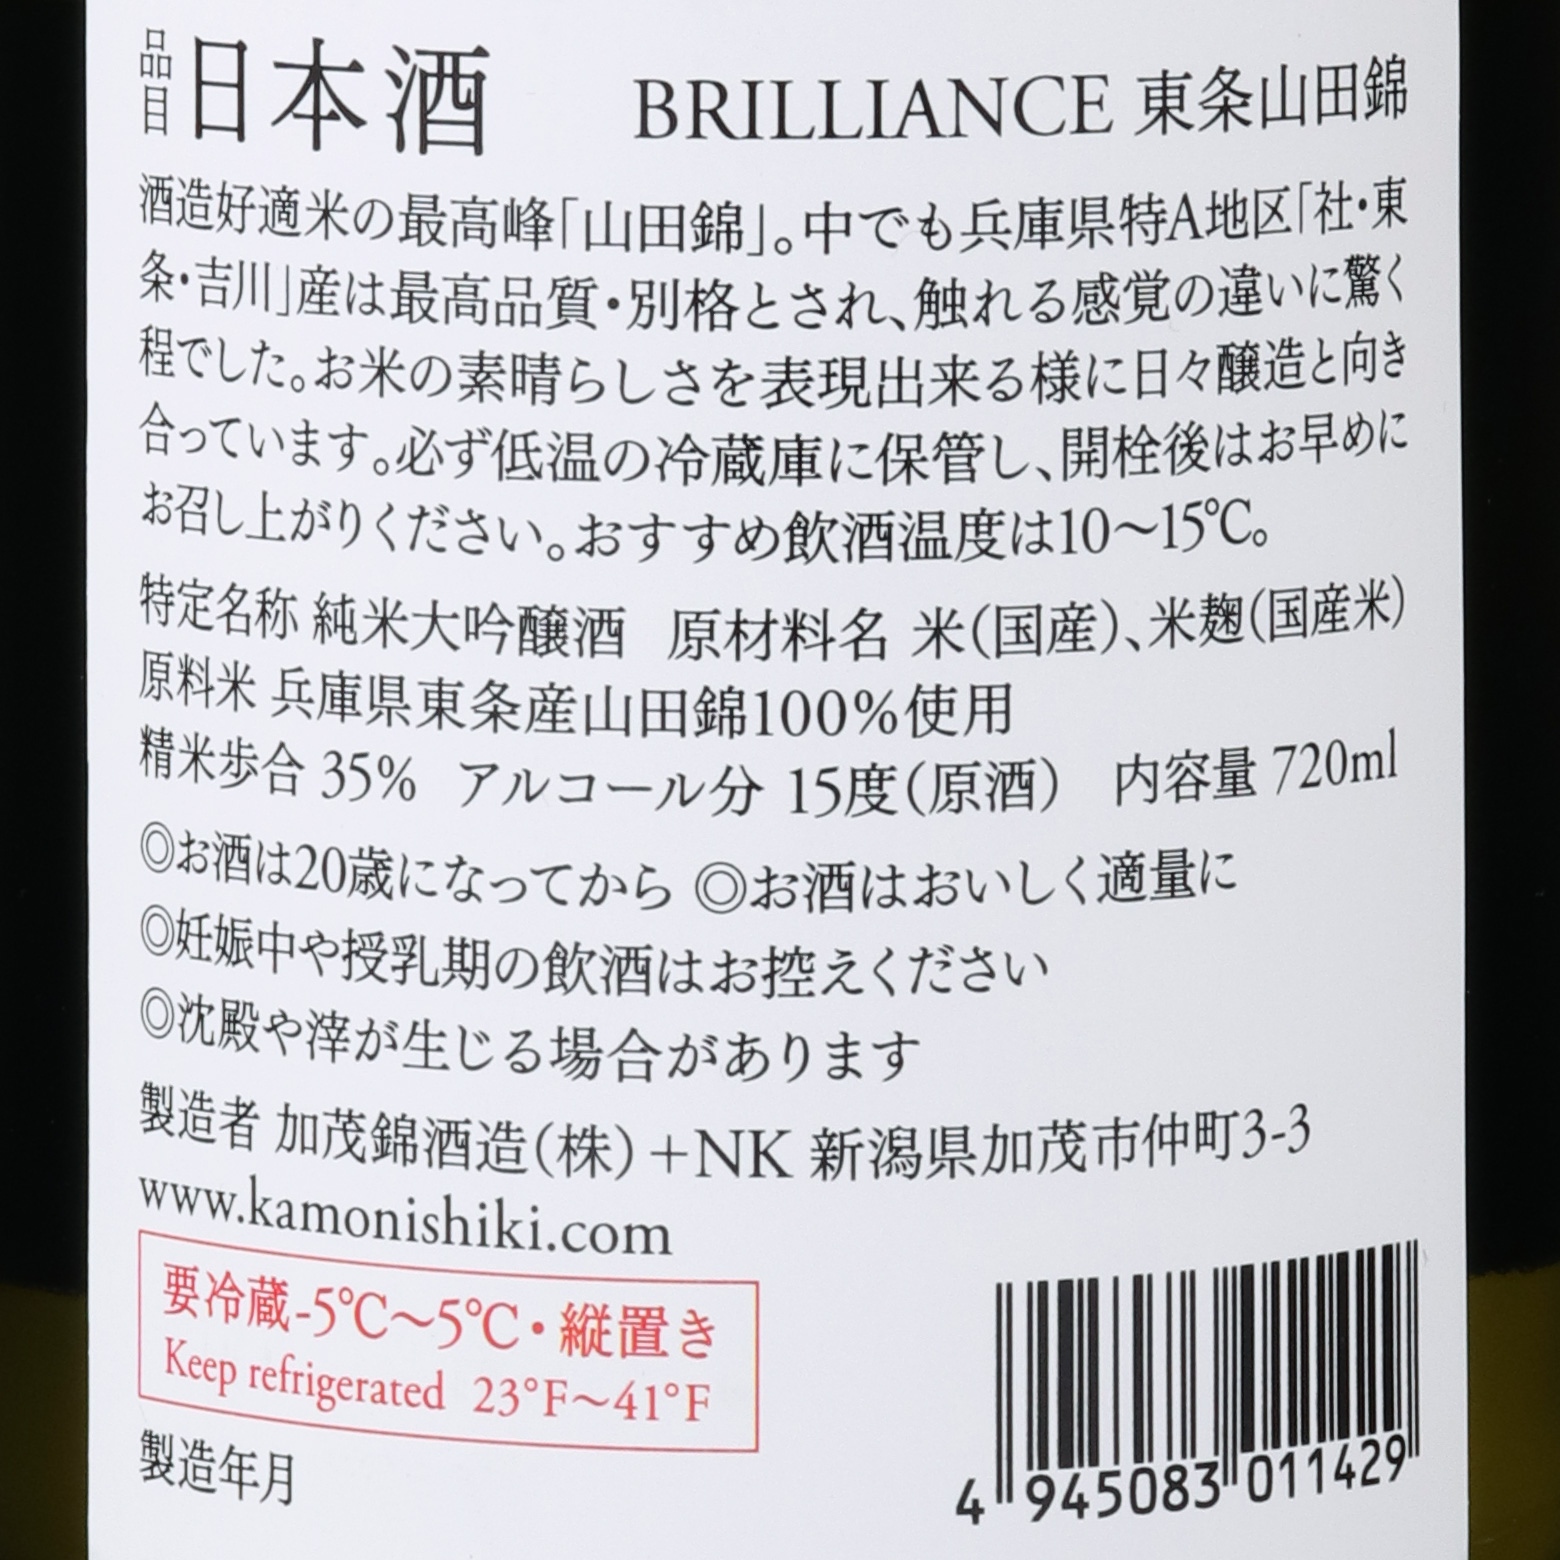 品目 日本酒 BRILLIANCE 東条山田錦
酒造好適米の最高峰「山田錦」。中でも兵庫県特A地区「社・東
条・吉川」産は最高品質・別格とされ、触れる感覚の違いに驚く
程でした。お米の素晴らしさを表現出来る様に日々醸造と向き
合っています。必ず低温の冷蔵庫に保管し、開栓後はお早めに
お召し上がりください。おすすめ飲酒温度は10〜15℃。
特定名称 純米大吟醸酒 原材料名 米（国産）、米麹（国産米）
原料米 兵庫県東条産山田錦100%使用
精米歩合 35% アルコール分 15度（原酒） 内容量 720ml
◎お酒は20歳になってから ◎お酒はおいしく適量に
◎妊娠中や授乳期の飲酒はお控えください
◎沈殿や滓が生じる場合があります
製造者 加茂錦酒造（株）+NK 新潟県加茂市仲町3-3
www.kamonishiki.com
要冷蔵-5℃〜5℃・縦置き
Keep refrigerated 23°F〜41°F
製造年月
4 945083 011429